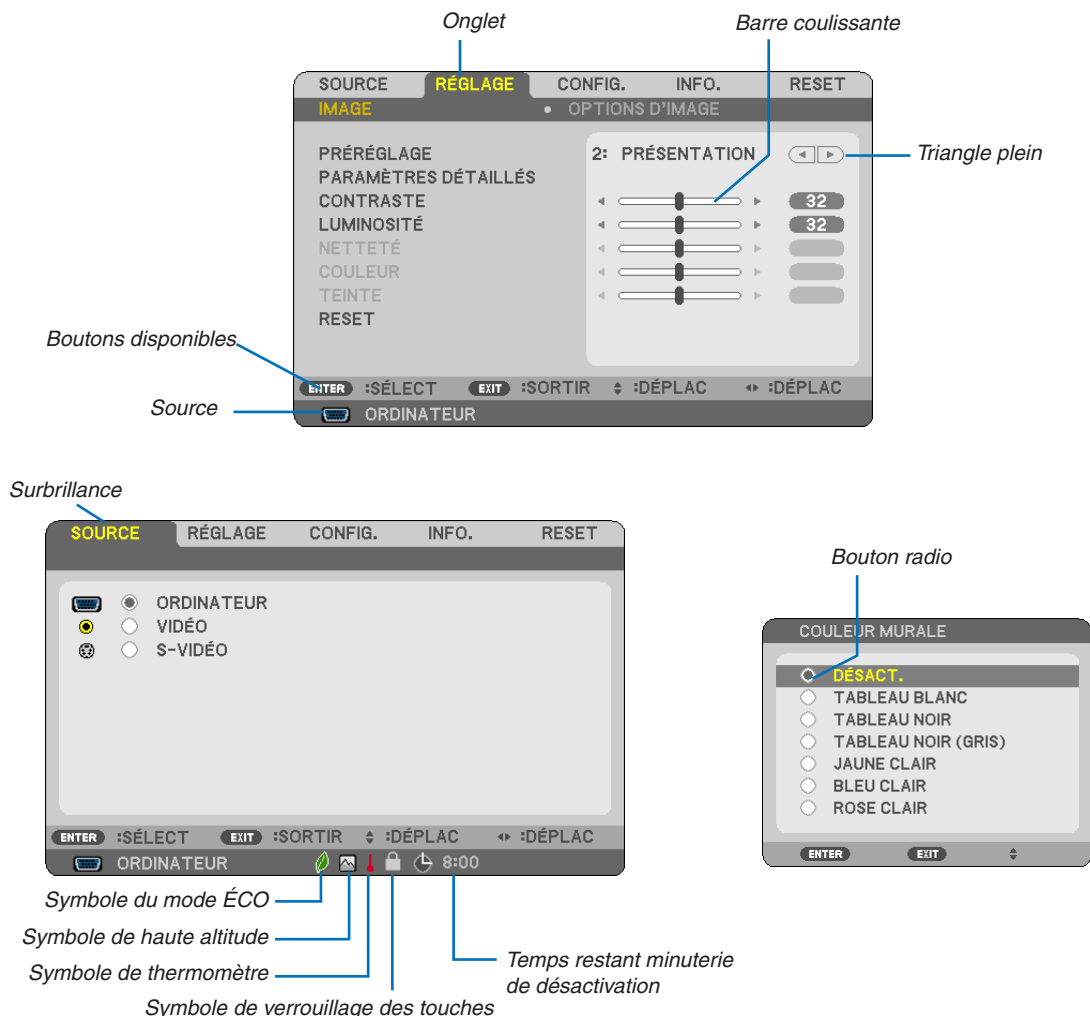 Onglet
Barre coulissante
SOURCE RÉGLAGE CONFIG. INFO. RESET
IMAGE • OPTIONS D'IMAGE
PRÉRÉGLAGE 2: PRÉSENTATION
Triangle plein
PARAMÈTRES DÉTAILLÉS
CONTRASTE 32
LUMINOSITÉ 32
NETTETÉ
COULEUR
TEINTE
RESET
Boutons disponibles
ENTER :SÉLECT EXIT :SORTIR :DÉPLAC :DÉPLAC
Source
ORDINATEUR
Surbrillance
SOURCE RÉGLAGE CONFIG. INFO. RESET
ORDINATEUR
VIDÉO
S-VIDÉO
ENTER :SÉLECT EXIT :SORTIR :DÉPLAC :DÉPLAC
ORDINATEUR 8:00
Symbole du mode ÉCO
Symbole de haute altitude
Symbole de thermomètre
Symbole de verrouillage des touches
Temps restant minuterie
de désactivation
Bouton radio
COULEUR MURALE
DÉSACT.
TABLEAU BLANC
TABLEAU NOIR
TABLEAU NOIR (GRIS)
JAUNE CLAIR
BLEU CLAIR
ROSE CLAIR
ENTER EXIT